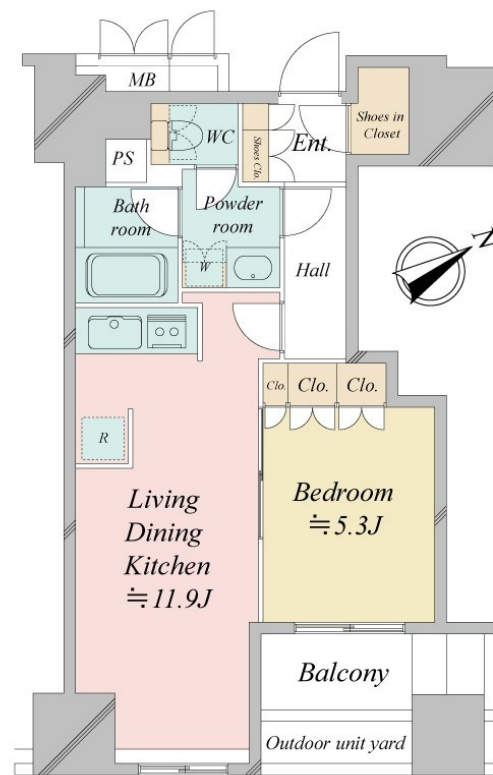 MB
PS
WC
Shoes Clo.
Ent.
Shoes in
Closet
Bath
room
Powder
room
W
Hall
N
R
Clo.
Clo.
Clo.
Living
Dining
Kitchen
≒11.9J
Bedroom
≒5.3J
Balcony
Outdoor unit yard